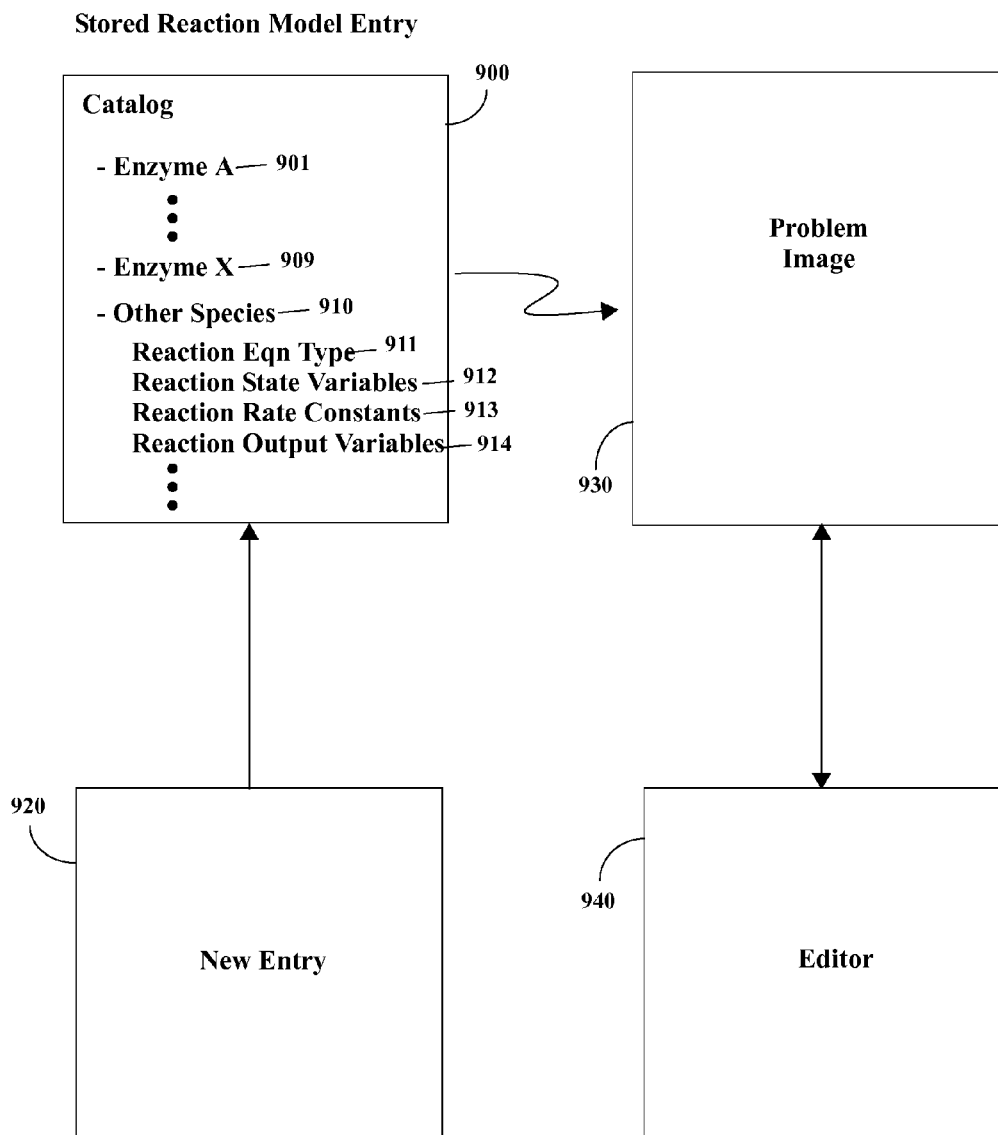 Stored Reaction Model Entry
900
Catalog
- Enzyme A 901
- Enzyme X 909
- Other Species 910
Reaction Eqn Type 911
Reaction State Variables 912
Reaction Rate Constants 913
Reaction Output Variables 914
Problem
Image
930
920
New Entry
940
Editor